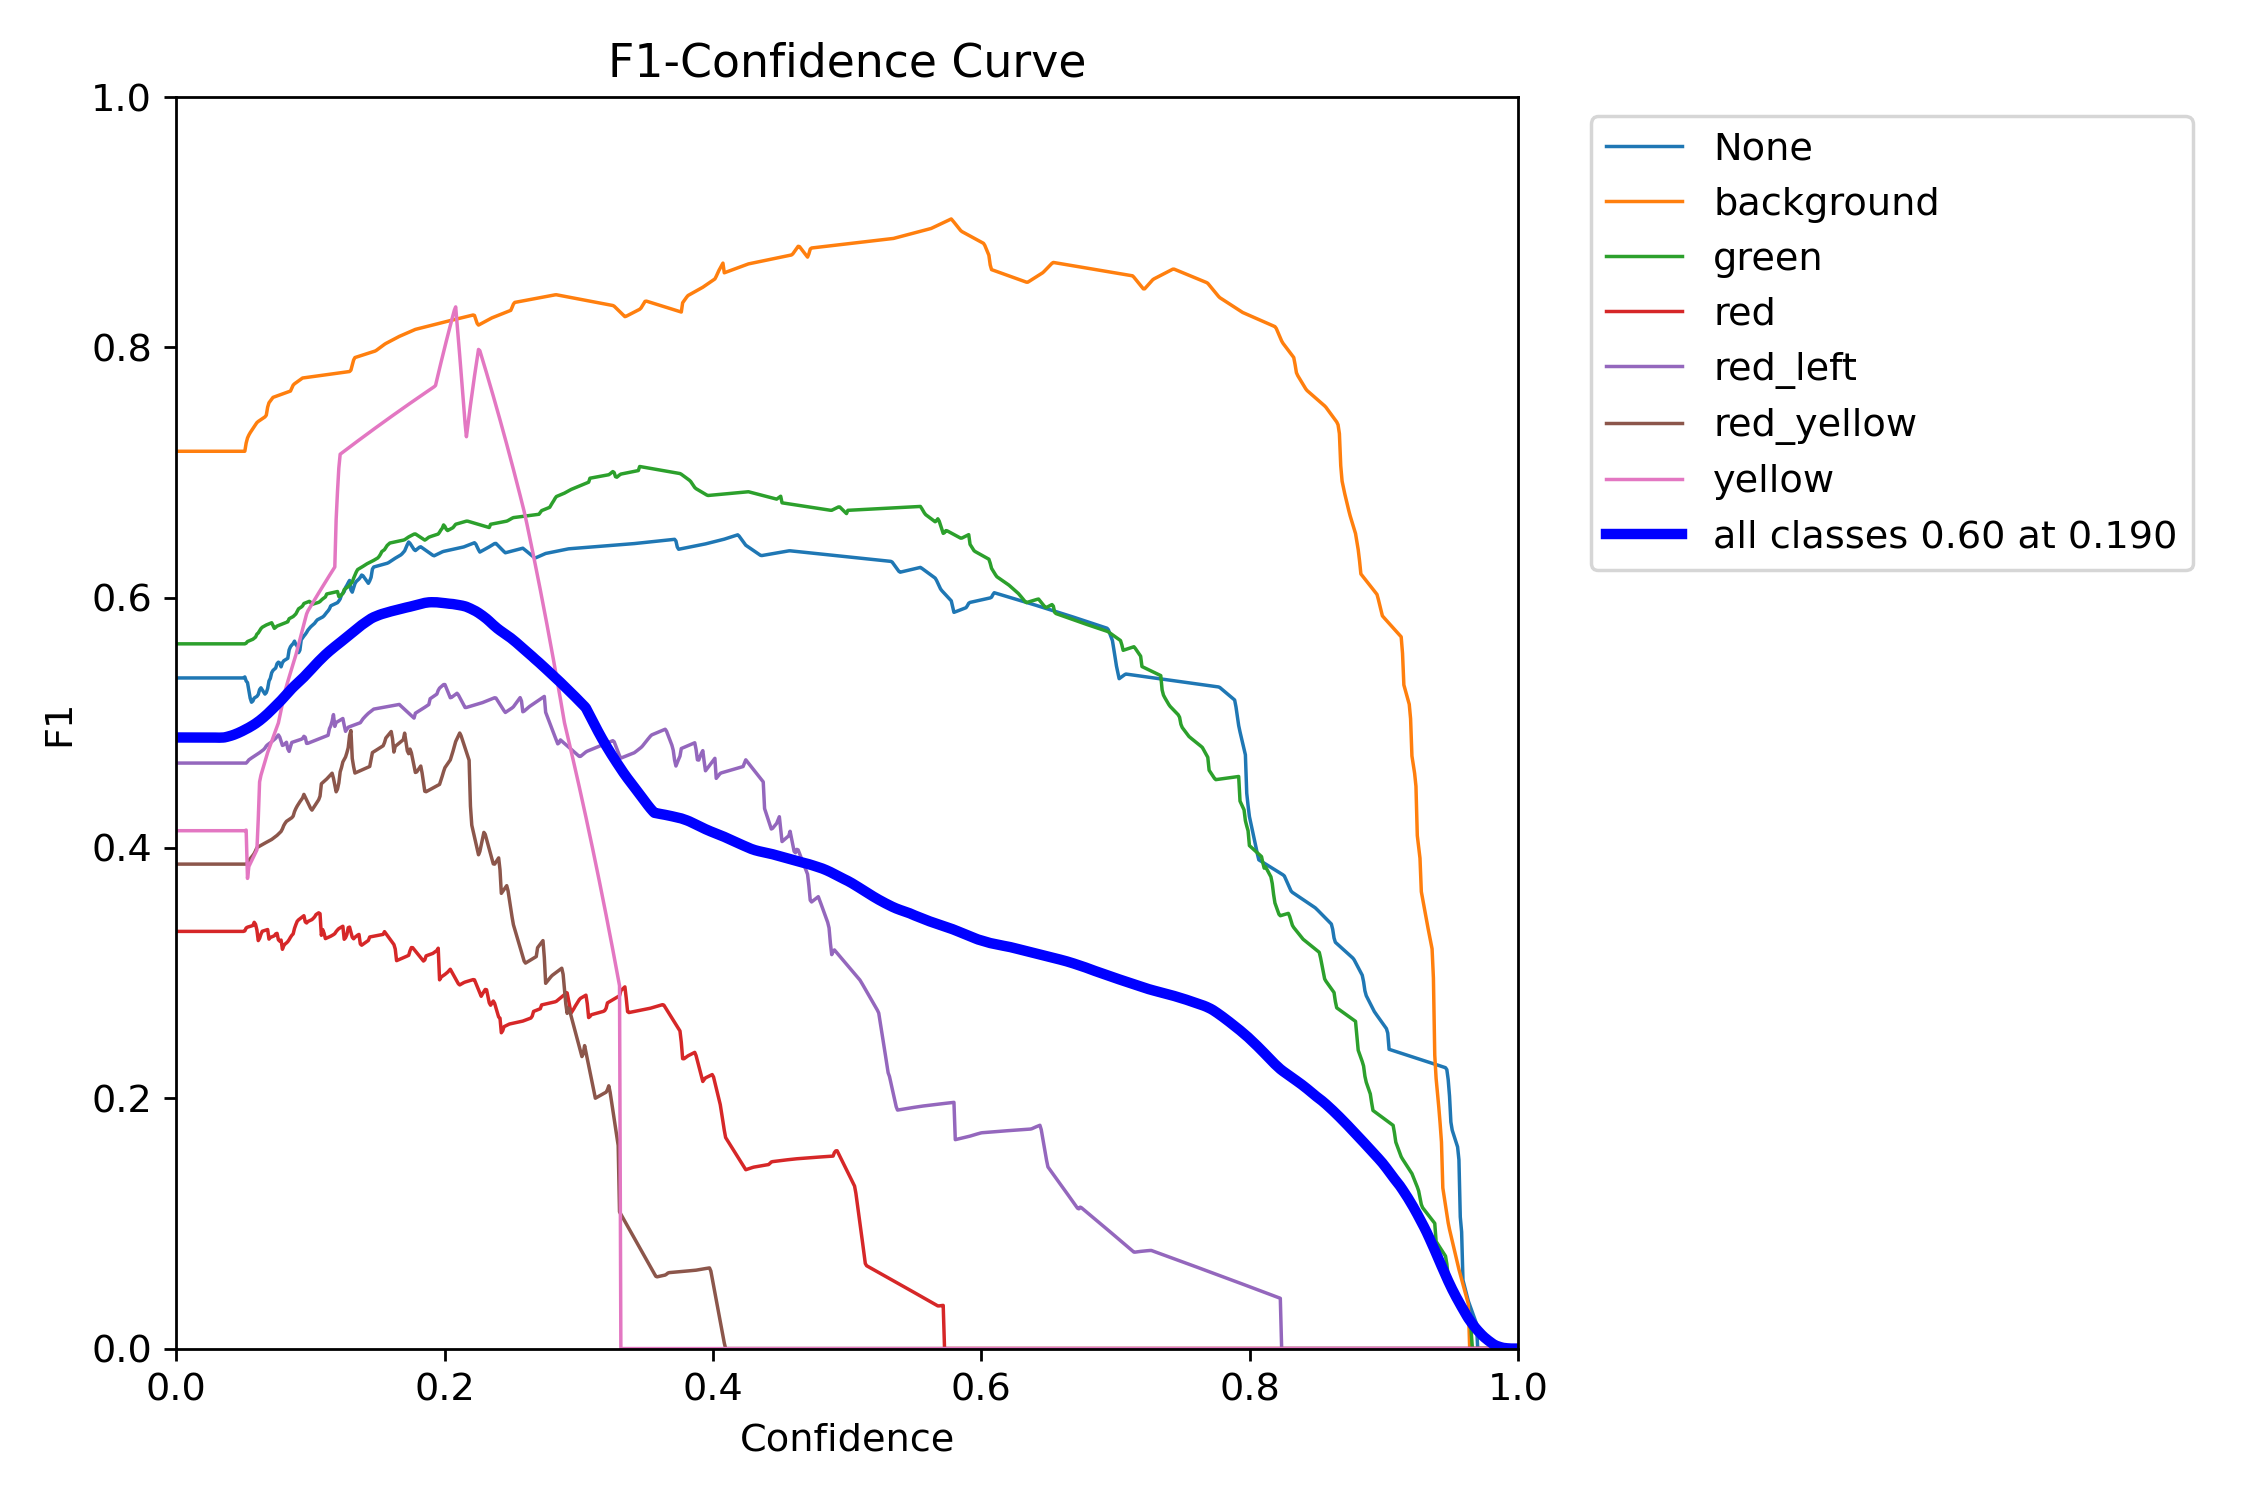 F1-Confidence Curve
1.0
0.8
0.6
0.4
0.2
0.0
F1
0.0 0.2 0.4 0.6 0.8 1.0
Confidence
None
background
green
red
red_left
red_yellow
yellow
all classes 0.60 at 0.190